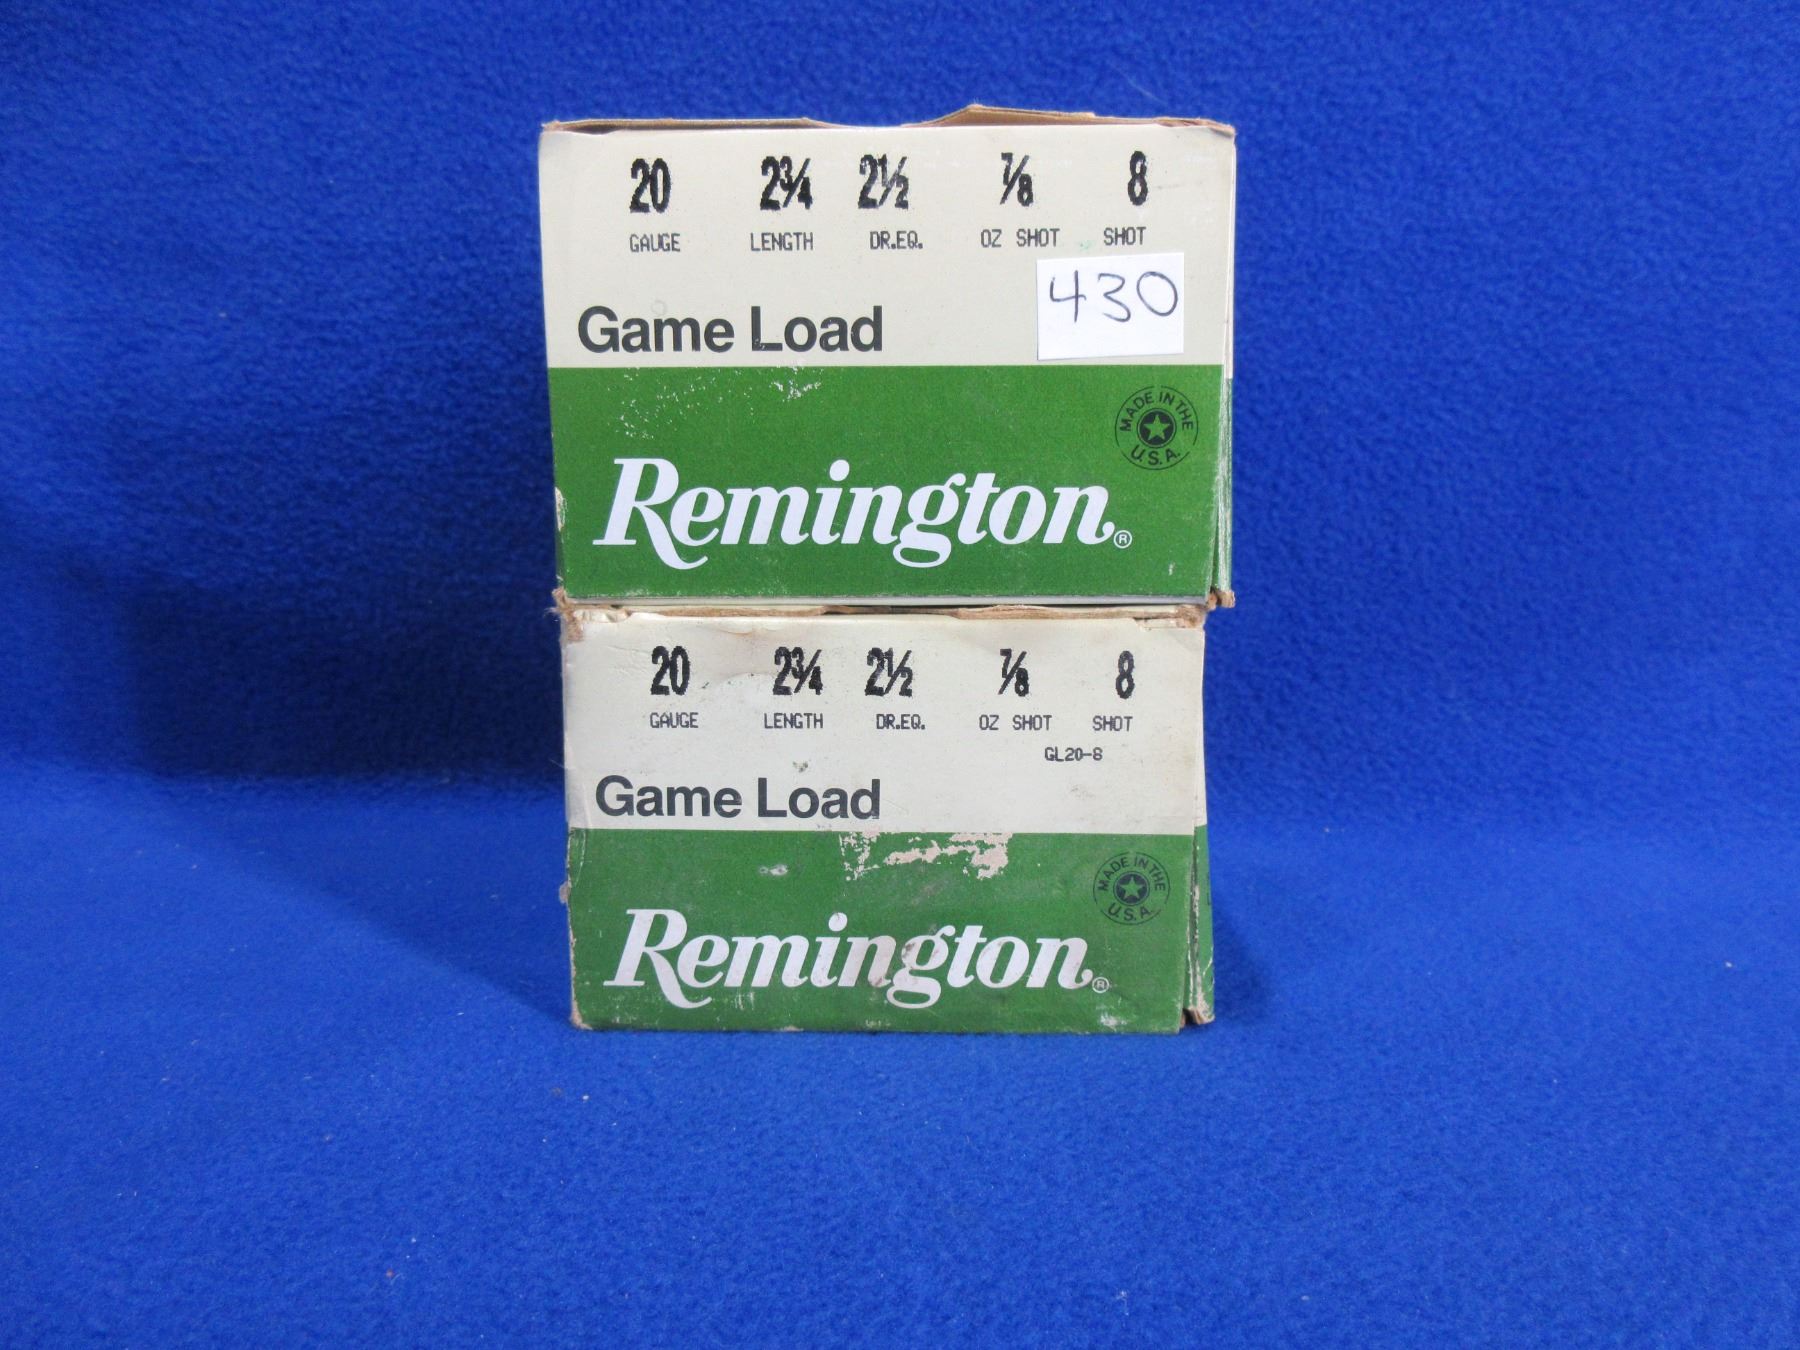 20 2¾ 2½ ⅞ 8
GAUGE LENGTH DR.EQ. OZ SHOT SHOT
430
Game Load
MADE IN THE U.S.A.
Remington®
20 2¾ 2½ ⅞ 8
GAUGE LENGTH DR.EQ. OZ SHOT SHOT
GL20-8
Game Load
MADE IN THE U.S.A.
Remington®